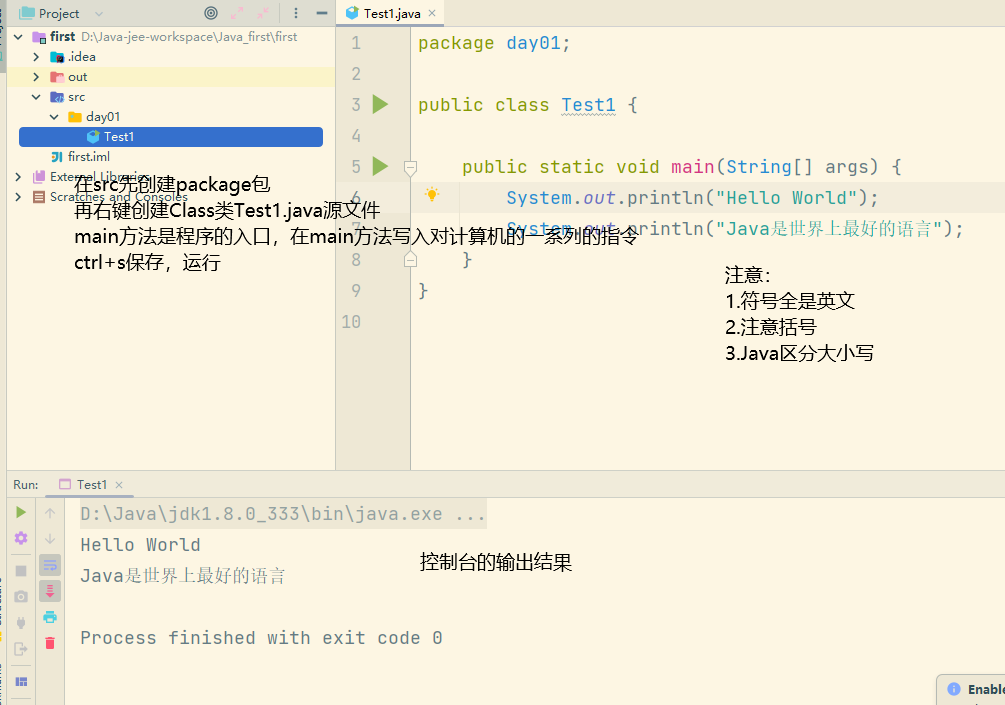 Project
Test1.java
first D:\Java-jee-workspace\Java_first\first
.idea
out
src
day01
Test1
first.iml
External Libraries
Scratches and Consoles
在src先创建package包
再右键创建Class类Test1.java源文件
main方法是程序的入口，在main方法写入对计算机的一系列的指令
ctrl+s保存，运行
1 package day01;
2
3 public class Test1 {
4
5 public static void main(String[] args) {
6 System.out.println("Hello World");
7 System.out.println("Java是世界上最好的语言");
8 }
9 }
10
注意：
1.符号全是英文
2.注意括号
3.Java区分大小写
Run: Test1
D:\Java\jdk1.8.0_333\bin\java.exe ...
Hello World
Java是世界上最好的语言
控制台的输出结果
Process finished with exit code 0